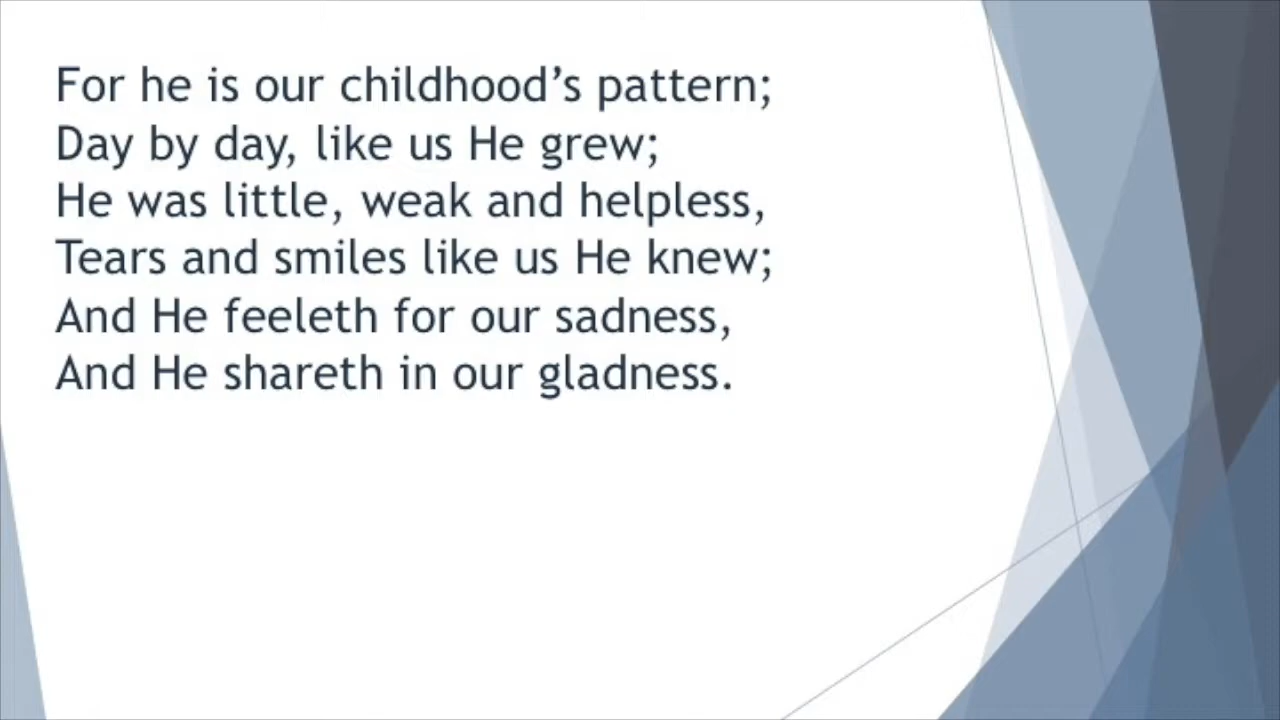 For he is our childhood’s pattern;
Day by day, like us He grew;
He was little, weak and helpless,
Tears and smiles like us He knew;
And He feeleth for our sadness,
And He shareth in our gladness.